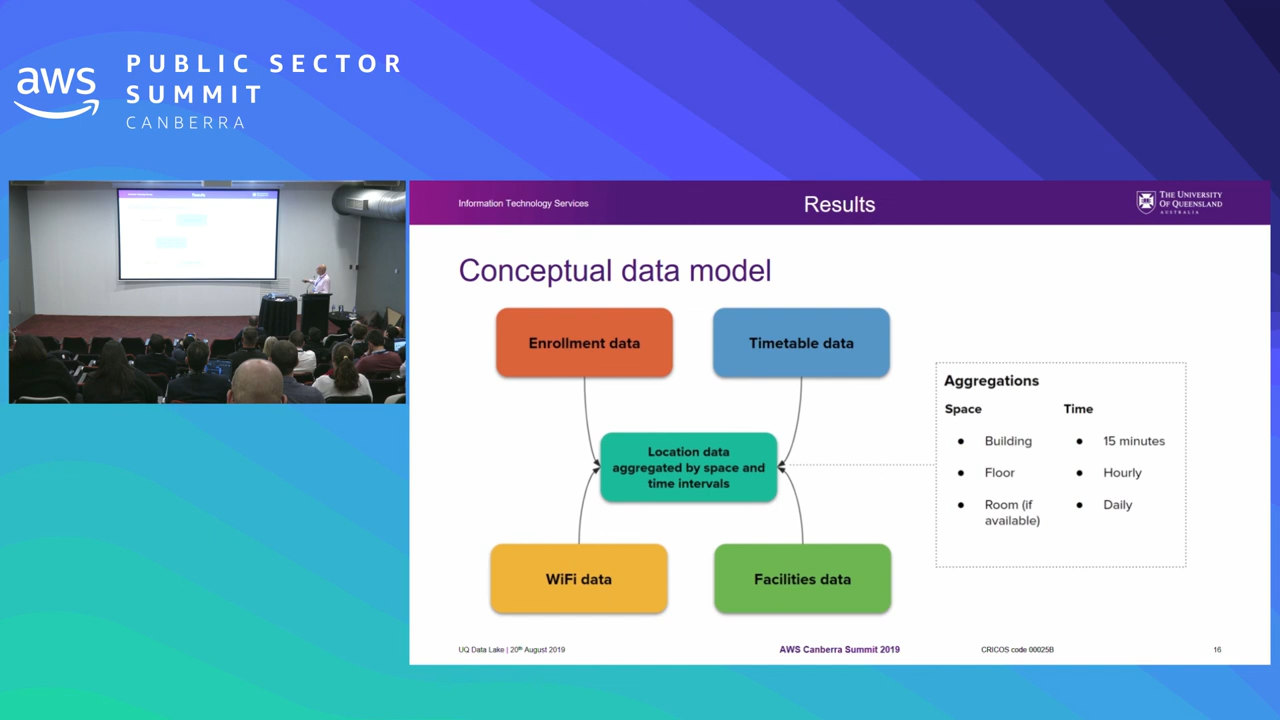 aws
PUBLIC SECTOR
SUMMIT
CANBERRA
Information Technology Services
Results
THE UNIVERSITY
OF QUEENSLAND
AUSTRALIA
Conceptual data model
Enrollment data
Timetable data
Location data
aggregated by space and
time intervals
WiFi data
Facilities data
Aggregations
Space
Time
● Building
● 15 minutes
● Floor
● Hourly
● Room (if
available)
● Daily
UQ Data Lake | 20th August 2019
AWS Canberra Summit 2019
CRICOS code 00025B
16
Results